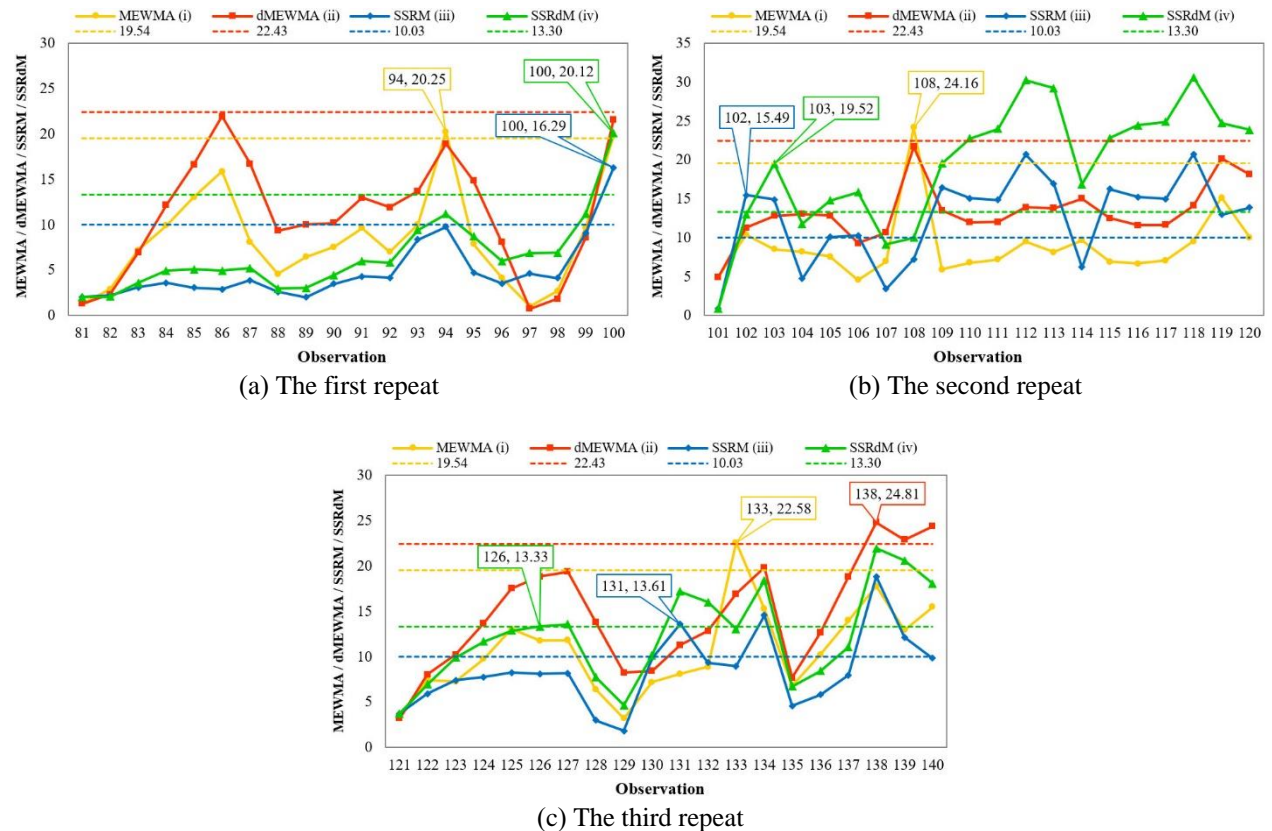 MEWMA (i) dMEWMA (ii) SSRM (iii) SSRdM (iv)
19.54 22.43 10.03 13.30
MEWMA / dMEWMA / SSRM / SSRdM
30
25
20
15
10
5
0
94, 20.25
100, 20.12
100, 16.29
81 82 83 84 85 86 87 88 89 90 91 92 93 94 95 96 97 98 99 100
Observation
(a) The first repeat
MEWMA (i) dMEWMA (ii) SSRM (iii) SSRdM (iv)
19.54 22.43 10.03 13.30
MEWMA / dMEWMA / SSRM / SSRdM
35
30
25
20
15
10
5
0
102, 15.49
103, 19.52
108, 24.16
101 102 103 104 105 106 107 108 109 110 111 112 113 114 115 116 117 118 119 120
Observation
(b) The second repeat
MEWMA (i) dMEWMA (ii) SSRM (iii) SSRdM (iv)
19.54 22.43 10.03 13.30
MEWMA / dMEWMA / SSRM / SSRdM
30
25
20
15
10
5
0
126, 13.33
131, 13.61
133, 22.58
138, 24.81
121 122 123 124 125 126 127 128 129 130 131 132 133 134 135 136 137 138 139 140
Observation
(c) The third repeat